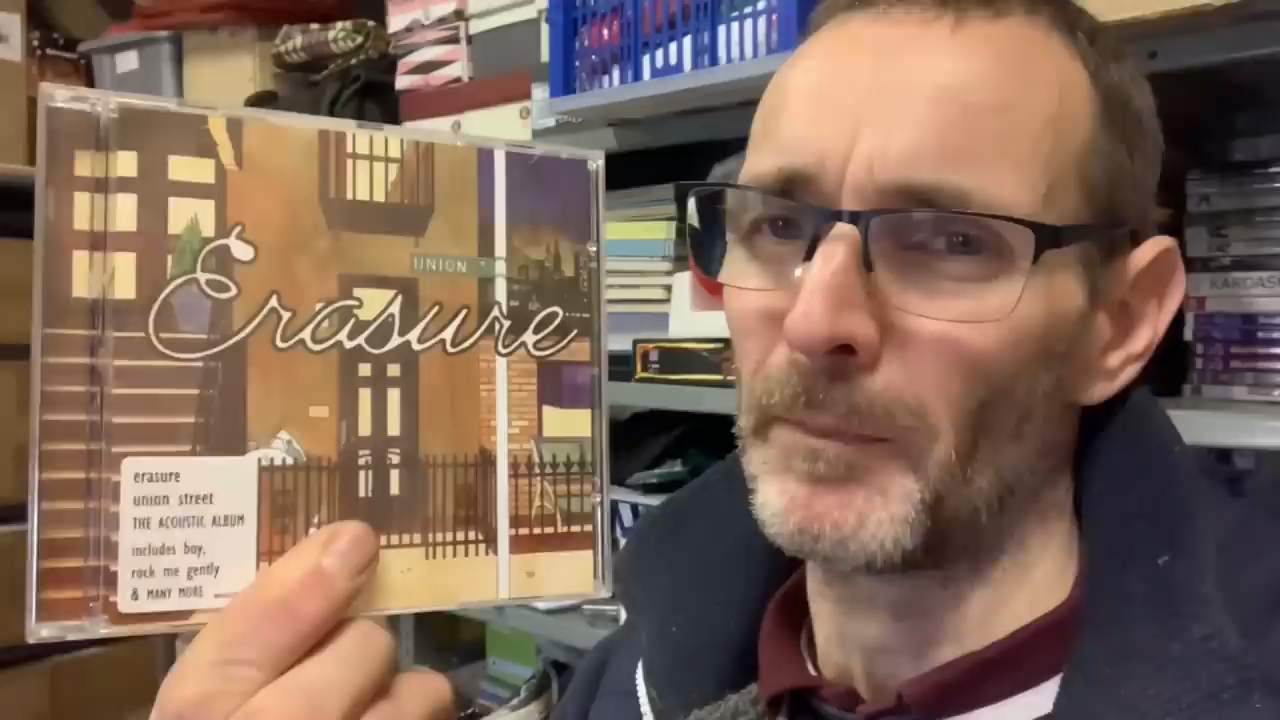 UNION
Erasure
erasure
union street
THE ACOUSTIC ALBUM
includes boy,
rock me gently
& MANY MORE
KARDAS